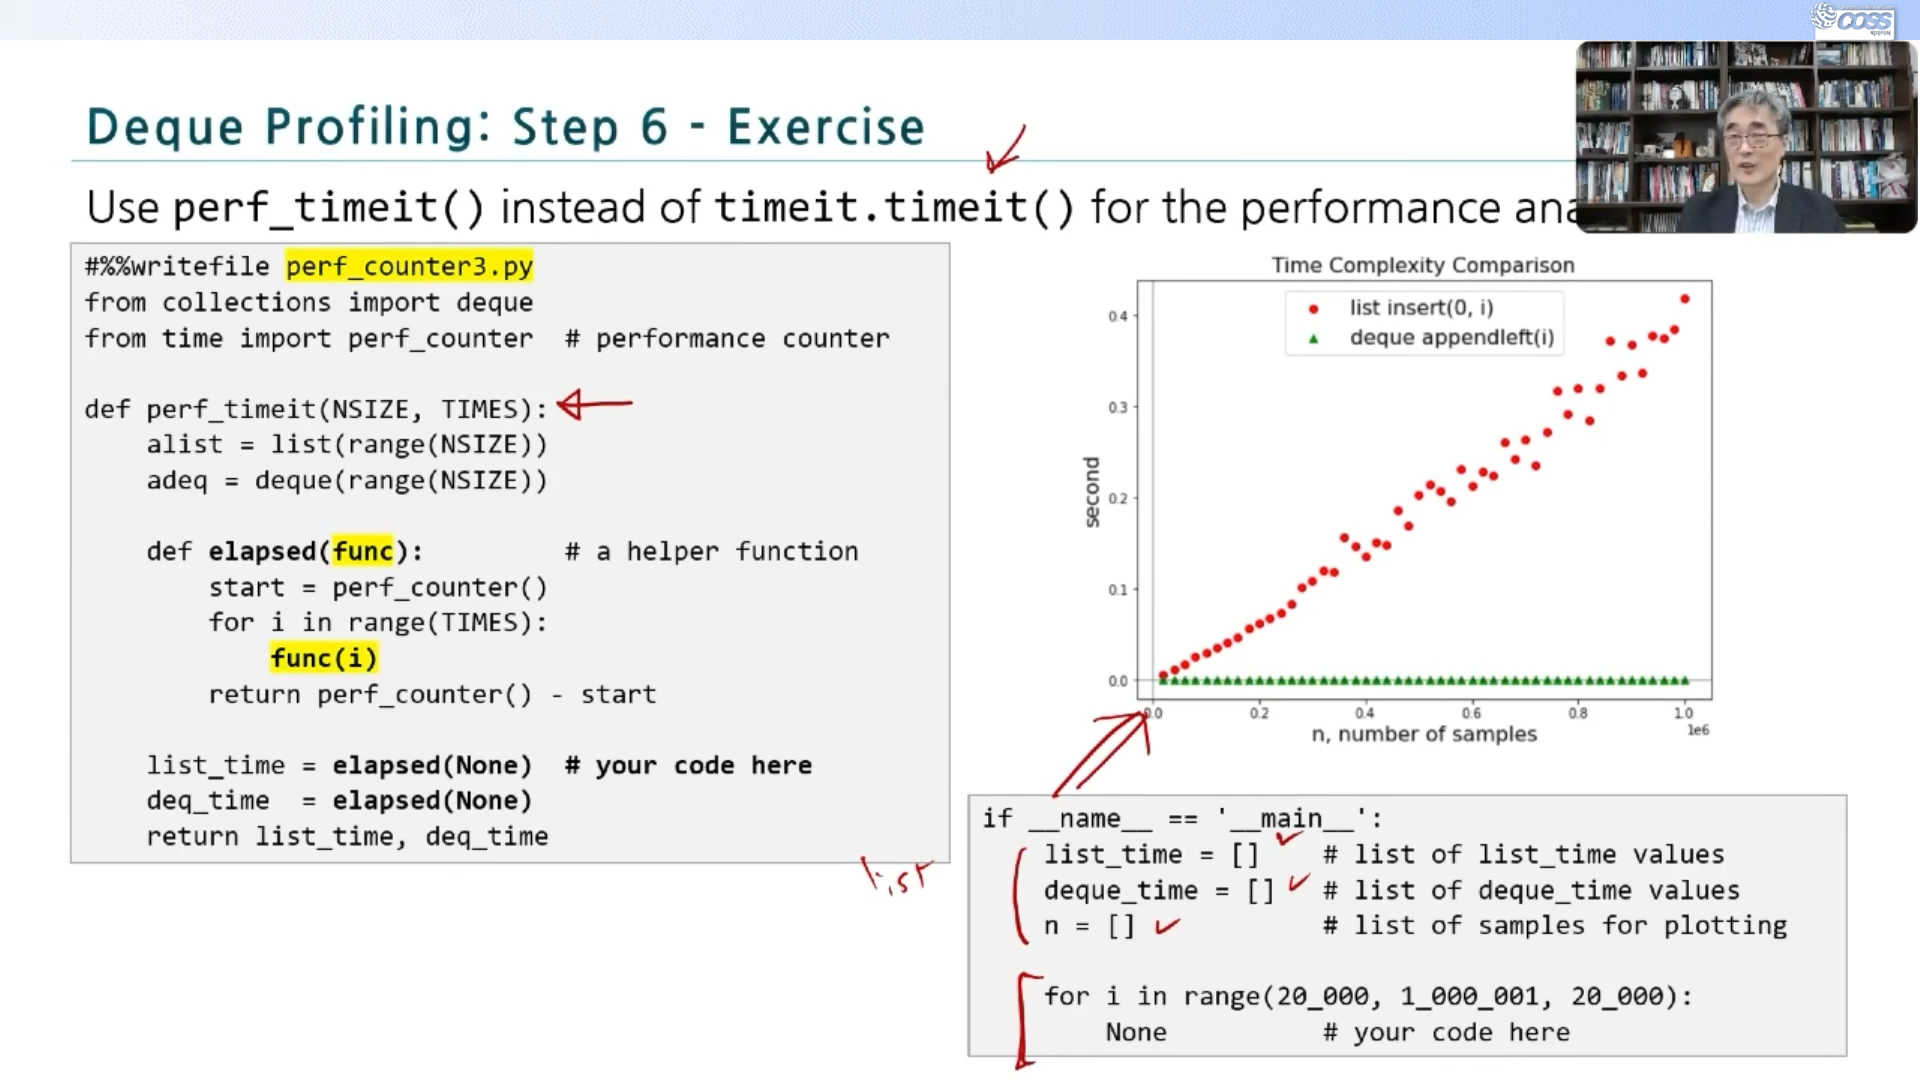 COSS
Deque Profiling: Step 6 - Exercise
Use perf_timeit() instead of timeit.timeit() for the performance
#%%writefile perf_counter3.py
from collections import deque
from time import perf_counter  # performance counter
def perf_timeit(NSIZE, TIMES):
    alist = list(range(NSIZE))
    adeq = deque(range(NSIZE))
    def elapsed(func):         # a helper function
        start = perf_counter()
        for i in range(TIMES):
            func(i)
        return perf_counter() - start
    list_time = elapsed(None)  # your code here
    deq_time  = elapsed(None)
    return list_time, deq_time
list
Time Complexity Comparison
list insert(0, i)
deque appendleft(i)
second
0.4
0.3
0.2
0.1
0.0
0.0 0.2 0.4 0.6 0.8 1.0
1e6
n, number of samples
if __name__ == '__main__':
    list_time = []    # list of list_time values
    deque_time = []   # list of deque_time values
    n = []            # list of samples for plotting
    for i in range(20_000, 1_000_001, 20_000):
        None          # your code here